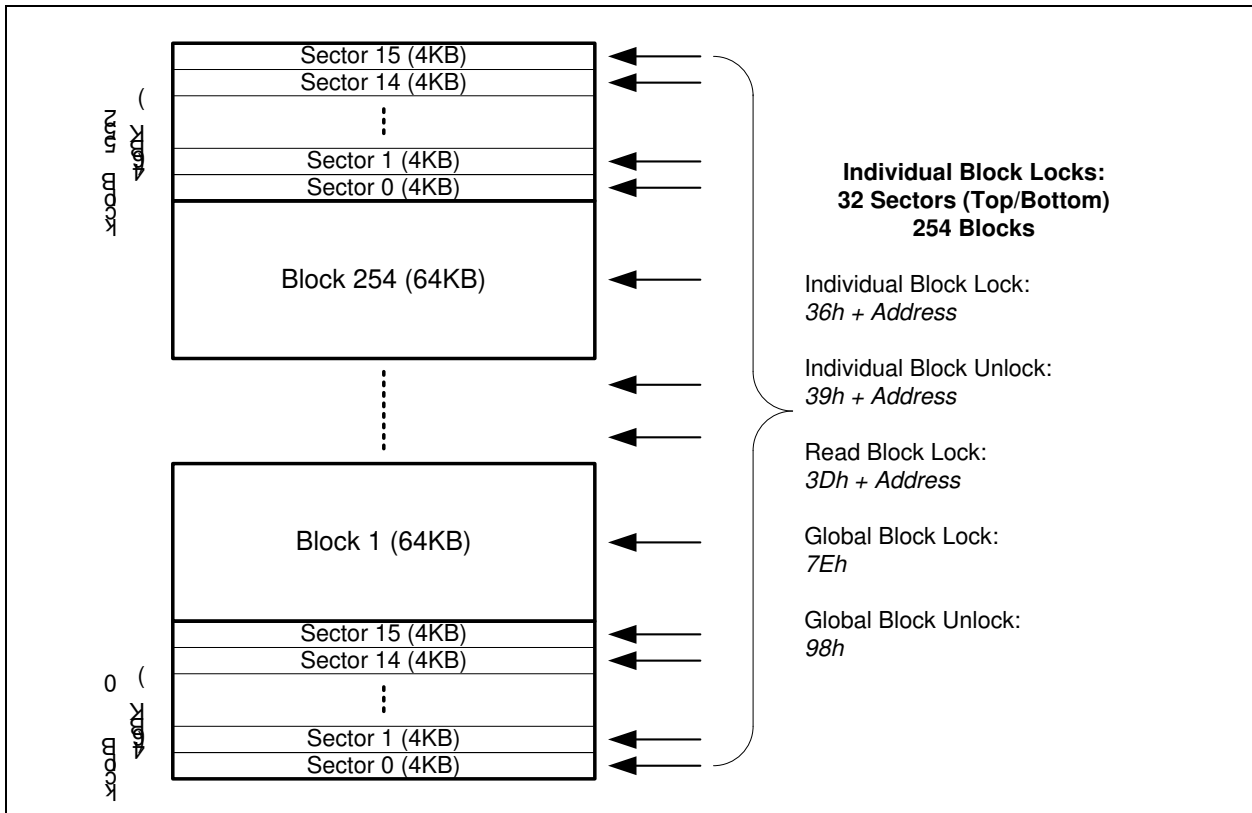 Sector 15 (4KB)
Sector 14 (4KB)
Sector 1 (4KB)
Sector 0 (4KB)
Block 254 (64KB)
Block 1 (64KB)
Sector 15 (4KB)
Sector 14 (4KB)
Sector 1 (4KB)
Sector 0 (4KB)
Individual Block Locks:
32 Sectors (Top/Bottom)
254 Blocks
Individual Block Lock:
36h + Address
Individual Block Unlock:
39h + Address
Read Block Lock:
3Dh + Address
Global Block Lock:
7Eh
Global Block Unlock:
98h